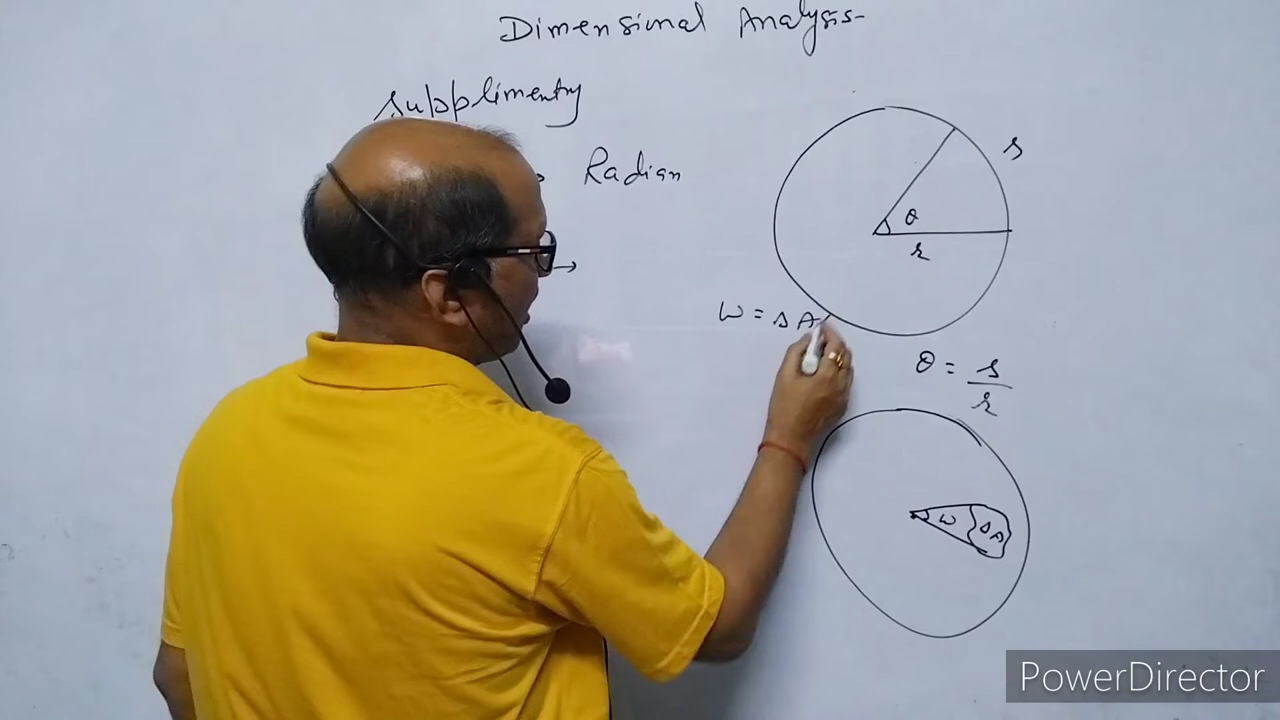 Dimensional Analysis-
Supplimentry
→ Radian
→
s
θ
r
ω = ΔA
θ = s/r
ω ΔA
PowerDirector